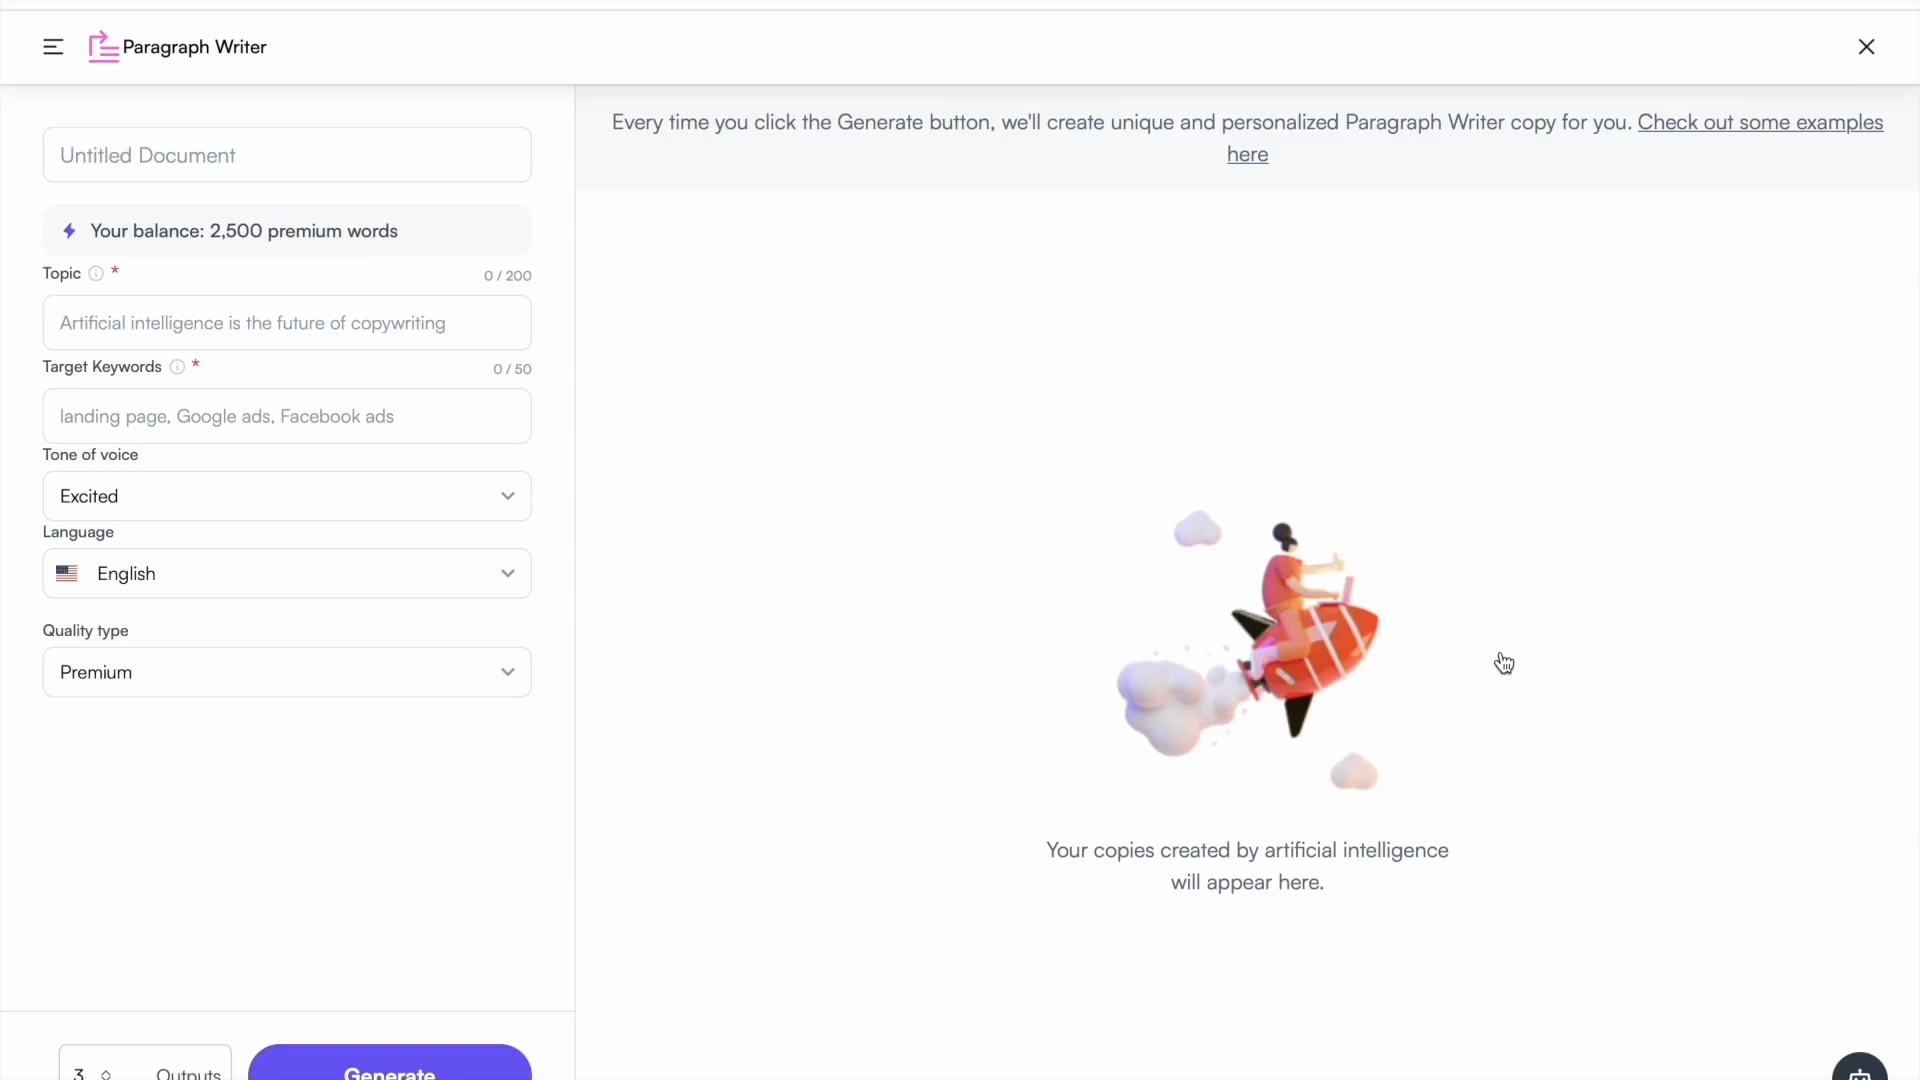 Paragraph Writer
Every time you click the Generate button, we'll create unique and personalized Paragraph Writer copy for you. Check out some examples
here
Untitled Document
Your balance: 2,500 premium words
Topic * 0 / 200
Artificial intelligence is the future of copywriting
Target Keywords * 0 / 50
landing page, Google ads, Facebook ads
Tone of voice
Excited
Language
English
Quality type
Premium
Your copies created by artificial intelligence
will appear here.
3 Outputs Generate